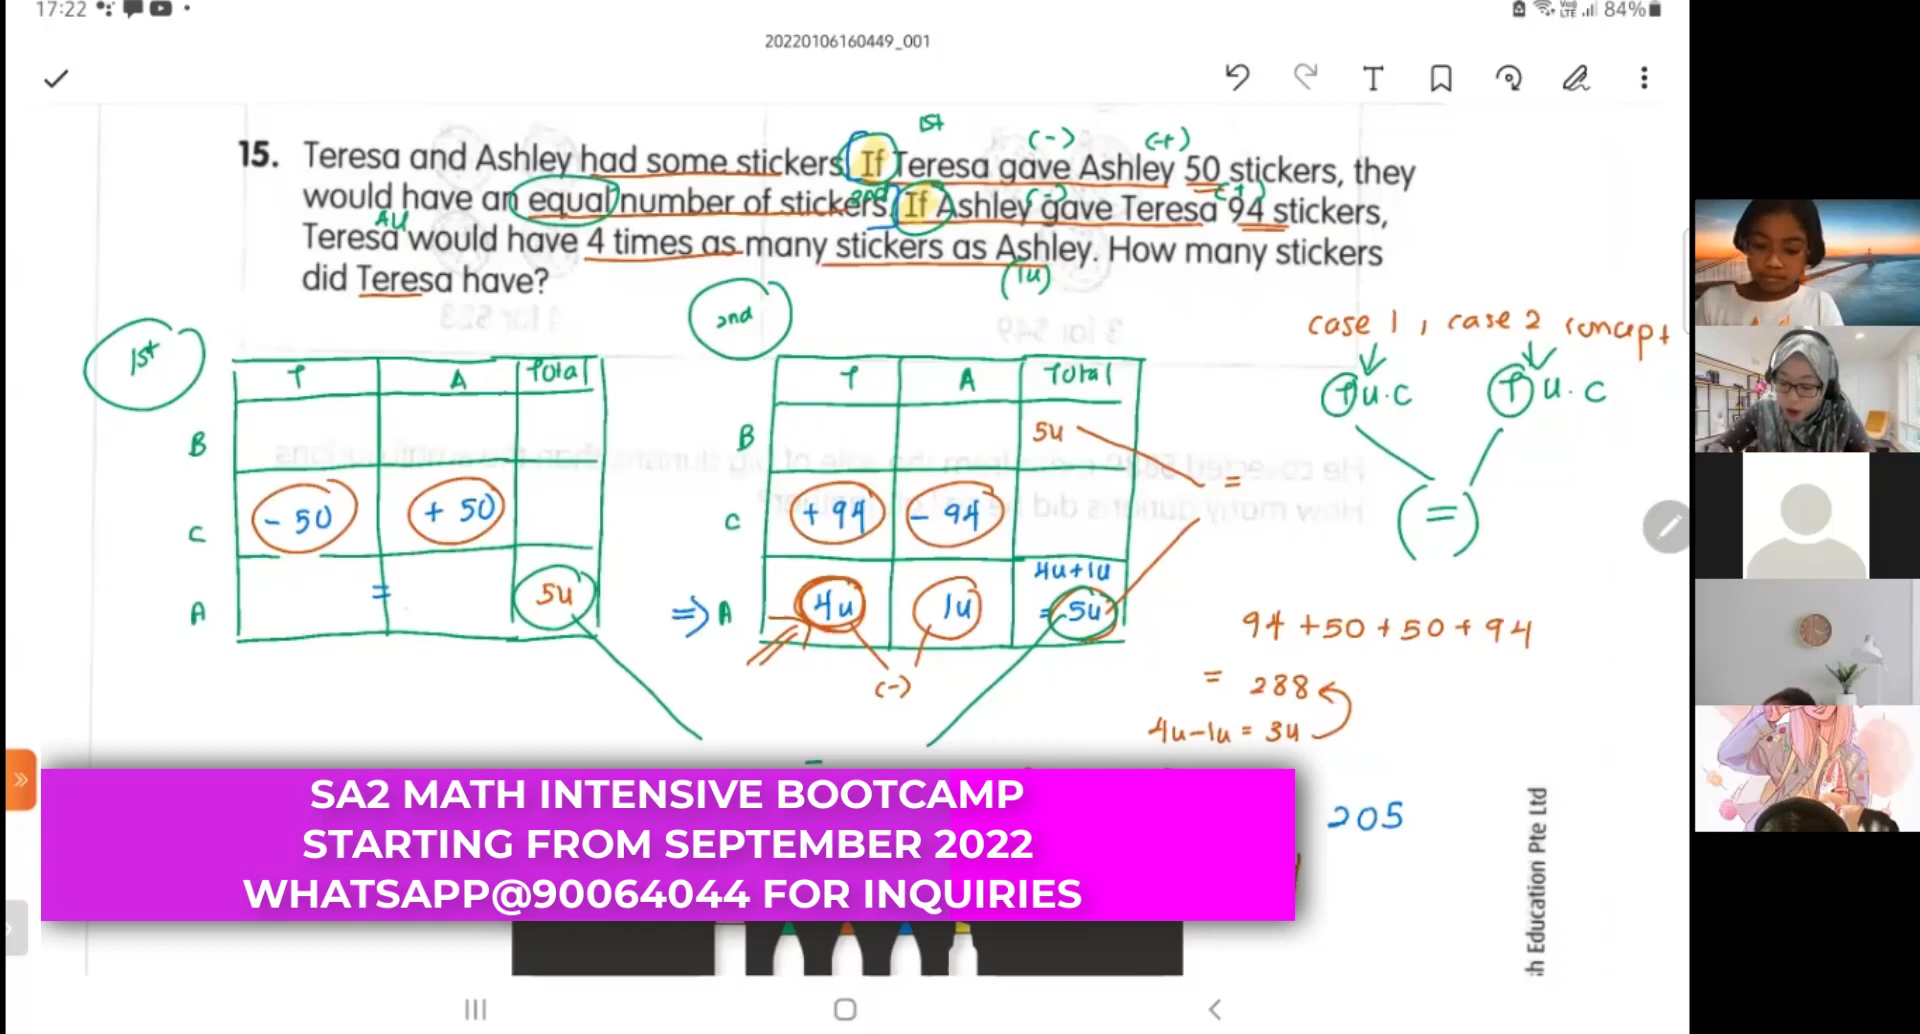 17:22
84%
20220106160449_001
T
1st
(-) (+)
15. Teresa and Ashley had some stickers. If Teresa gave Ashley 50 stickers, they
would have an equal number of stickers. If Ashley gave Teresa 94 stickers,
2nd (-) (+)
4u
Teresa would have 4 times as many stickers as Ashley. How many stickers
(1u)
did Teresa have?
1st
T A Total
B
C - 50 + 50
A = 5u
2nd
T A Total
B 5u
C + 94 - 94
=
4u+1u
=> A 4u 1u = 5u
(-)
case 1, case 2 concept
T u.c T u.c
(=)
94 + 50 + 50 + 94
= 288
4u-1u = 3u
205
SA2 MATH INTENSIVE BOOTCAMP
STARTING FROM SEPTEMBER 2022
WHATSAPP@90064044 FOR INQUIRIES
h Education Pte Ltd